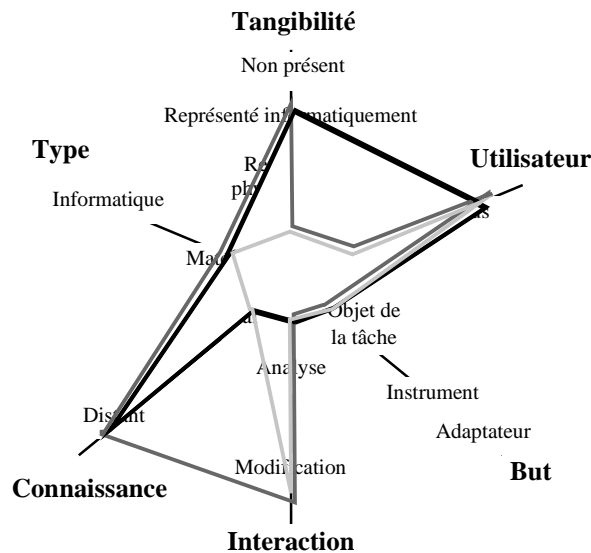 Tangibilité
Non présent
Représenté informatiquement
Type
Utilisateur
Informatique
Objet de
la tâche
Analyse
Instrument
Distant
Adaptateur
Modification
But
Connaissance
Interaction